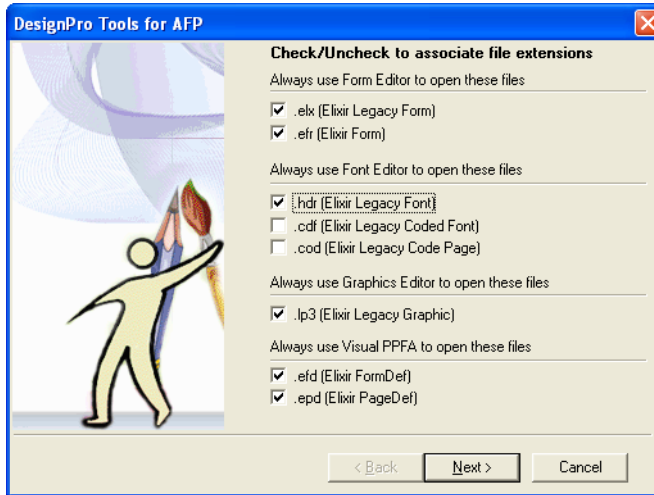 DesignPro Tools for AFP
Check/Uncheck to associate file extensions
Always use Form Editor to open these files
.elx (Elixir Legacy Form)
.efr (Elixir Form)
Always use Font Editor to open these files
.hdr (Elixir Legacy Font)
.cdf (Elixir Legacy Coded Font)
.cod (Elixir Legacy Code Page)
Always use Graphics Editor to open these files
.lp3 (Elixir Legacy Graphic)
Always use Visual PPFA to open these files
.efd (Elixir FormDef)
.epd (Elixir PageDef)
< Back Next > Cancel